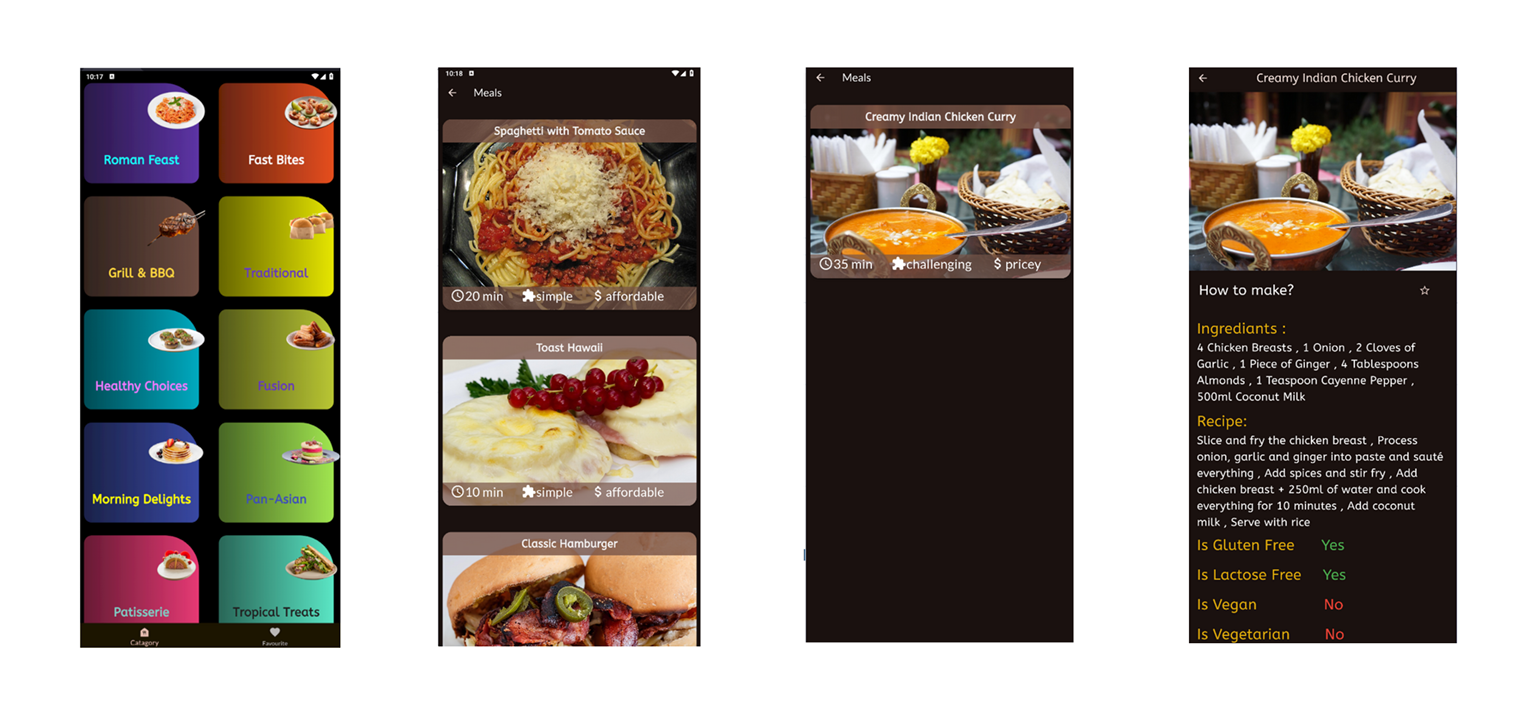 10:17
Roman Feast
Fast Bites
Grill & BBQ
Traditional
Healthy Choices
Fusion
Morning Delights
Pan-Asian
Patisserie
Tropical Treats
Catagory
Favourite
10:18
Meals
Spaghetti with Tomato Sauce
20 min simple $ affordable
Toast Hawaii
10 min simple $ affordable
Classic Hamburger
Meals
Creamy Indian Chicken Curry
35 min challenging $ pricey
Creamy Indian Chicken Curry
How to make?
Ingrediants :
4 Chicken Breasts , 1 Onion , 2 Cloves of
Garlic , 1 Piece of Ginger , 4 Tablespoons
Almonds , 1 Teaspoon Cayenne Pepper ,
500ml Coconut Milk
Recipe:
Slice and fry the chicken breast , Process
onion, garlic and ginger into paste and sauté
everything , Add spices and stir fry , Add
chicken breast + 250ml of water and cook
everything for 10 minutes , Add coconut
milk , Serve with rice
Is Gluten Free Yes
Is Lactose Free Yes
Is Vegan No
Is Vegetarian No